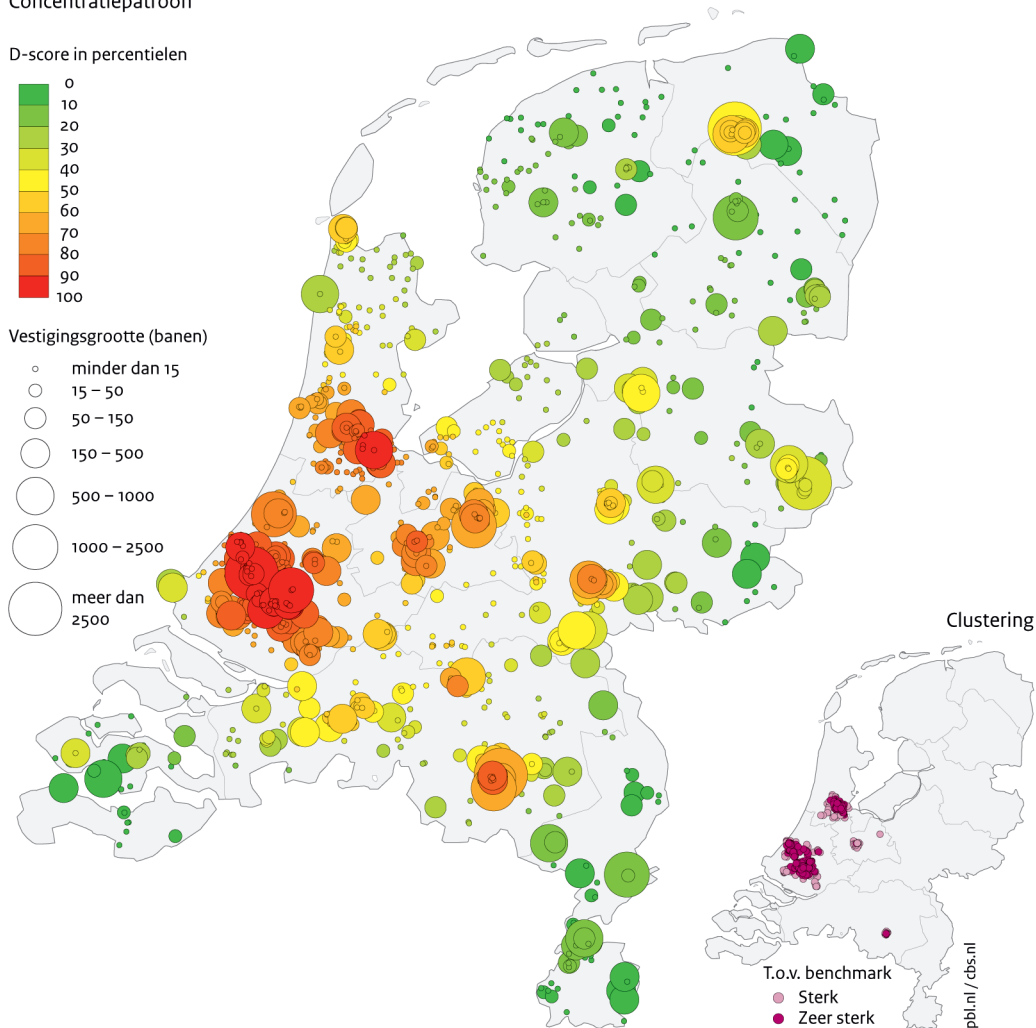 Concentratiepatroon
D-score in percentielen
0
10
20
30
40
50
60
70
80
90
100
Vestigingsgrootte (banen)
minder dan 15
15 – 50
50 – 150
150 – 500
500 – 1000
1000 – 2500
meer dan
2500
Clustering
T.o.v. benchmark
Sterk
Zeer sterk
pbl.nl / cbs.nl